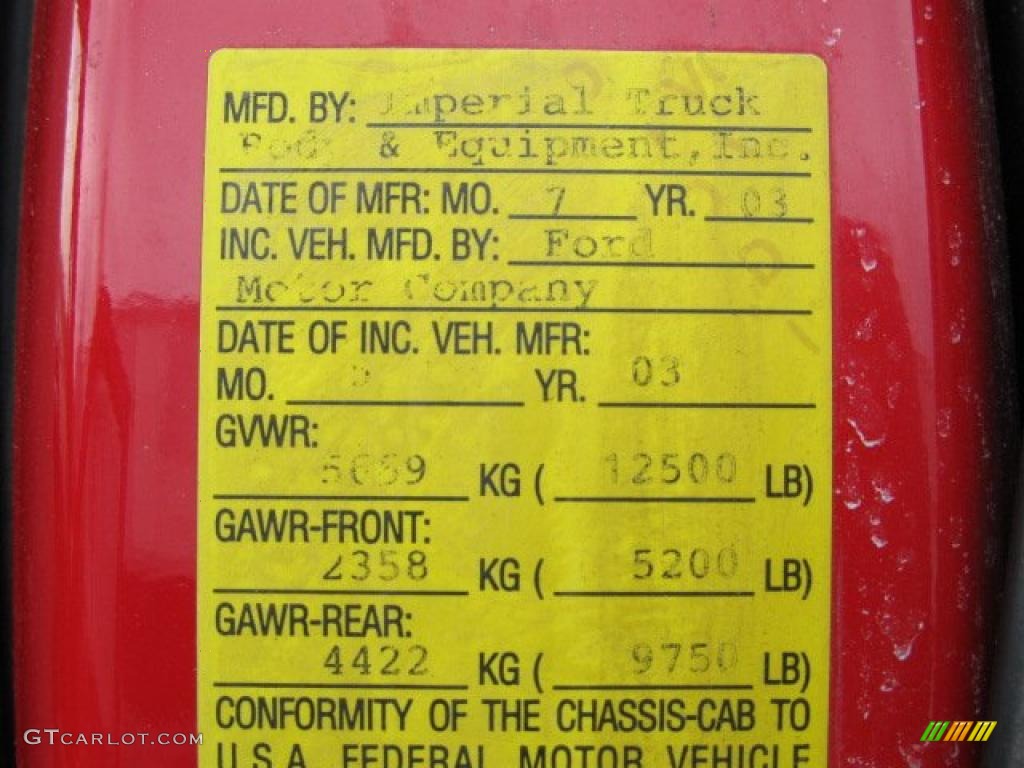 MFD. BY: Imperial Truck
Body & Equipment, Inc.
DATE OF MFR: MO. 7 YR. 03
INC. VEH. MFD. BY: Ford
Motor Company
DATE OF INC. VEH. MFR:
MO. YR. 03
GVWR:
5669 KG ( 12500 LB)
GAWR-FRONT:
2358 KG ( 5200 LB)
GAWR-REAR:
4422 KG ( 9750 LB)
CONFORMITY OF THE CHASSIS-CAB TO
U.S.A. FEDERAL MOTOR VEHICLE
GTCARLOT.COM